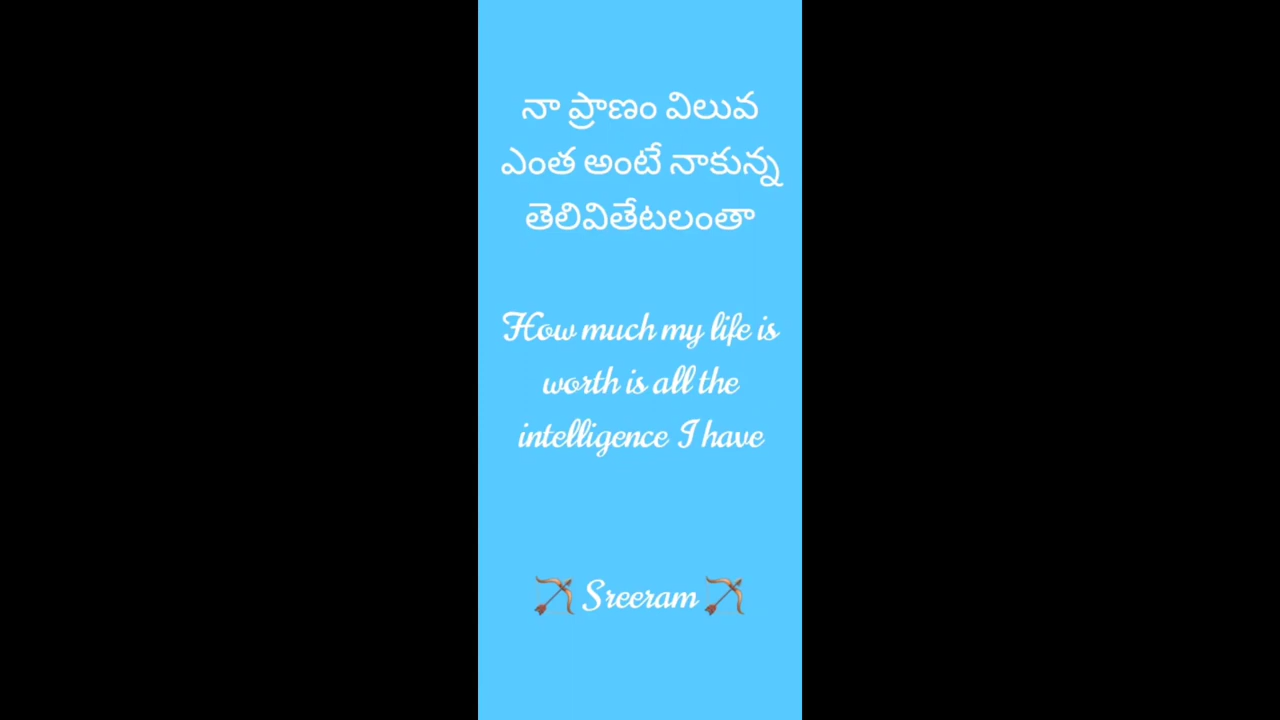 నా ప్రాణం విలువ
ఎంత అంటే నాకున్న
తెలివితేటలంతా
How much my life is
worth is all the
intelligence I have
🏹 Sreeram 🏹